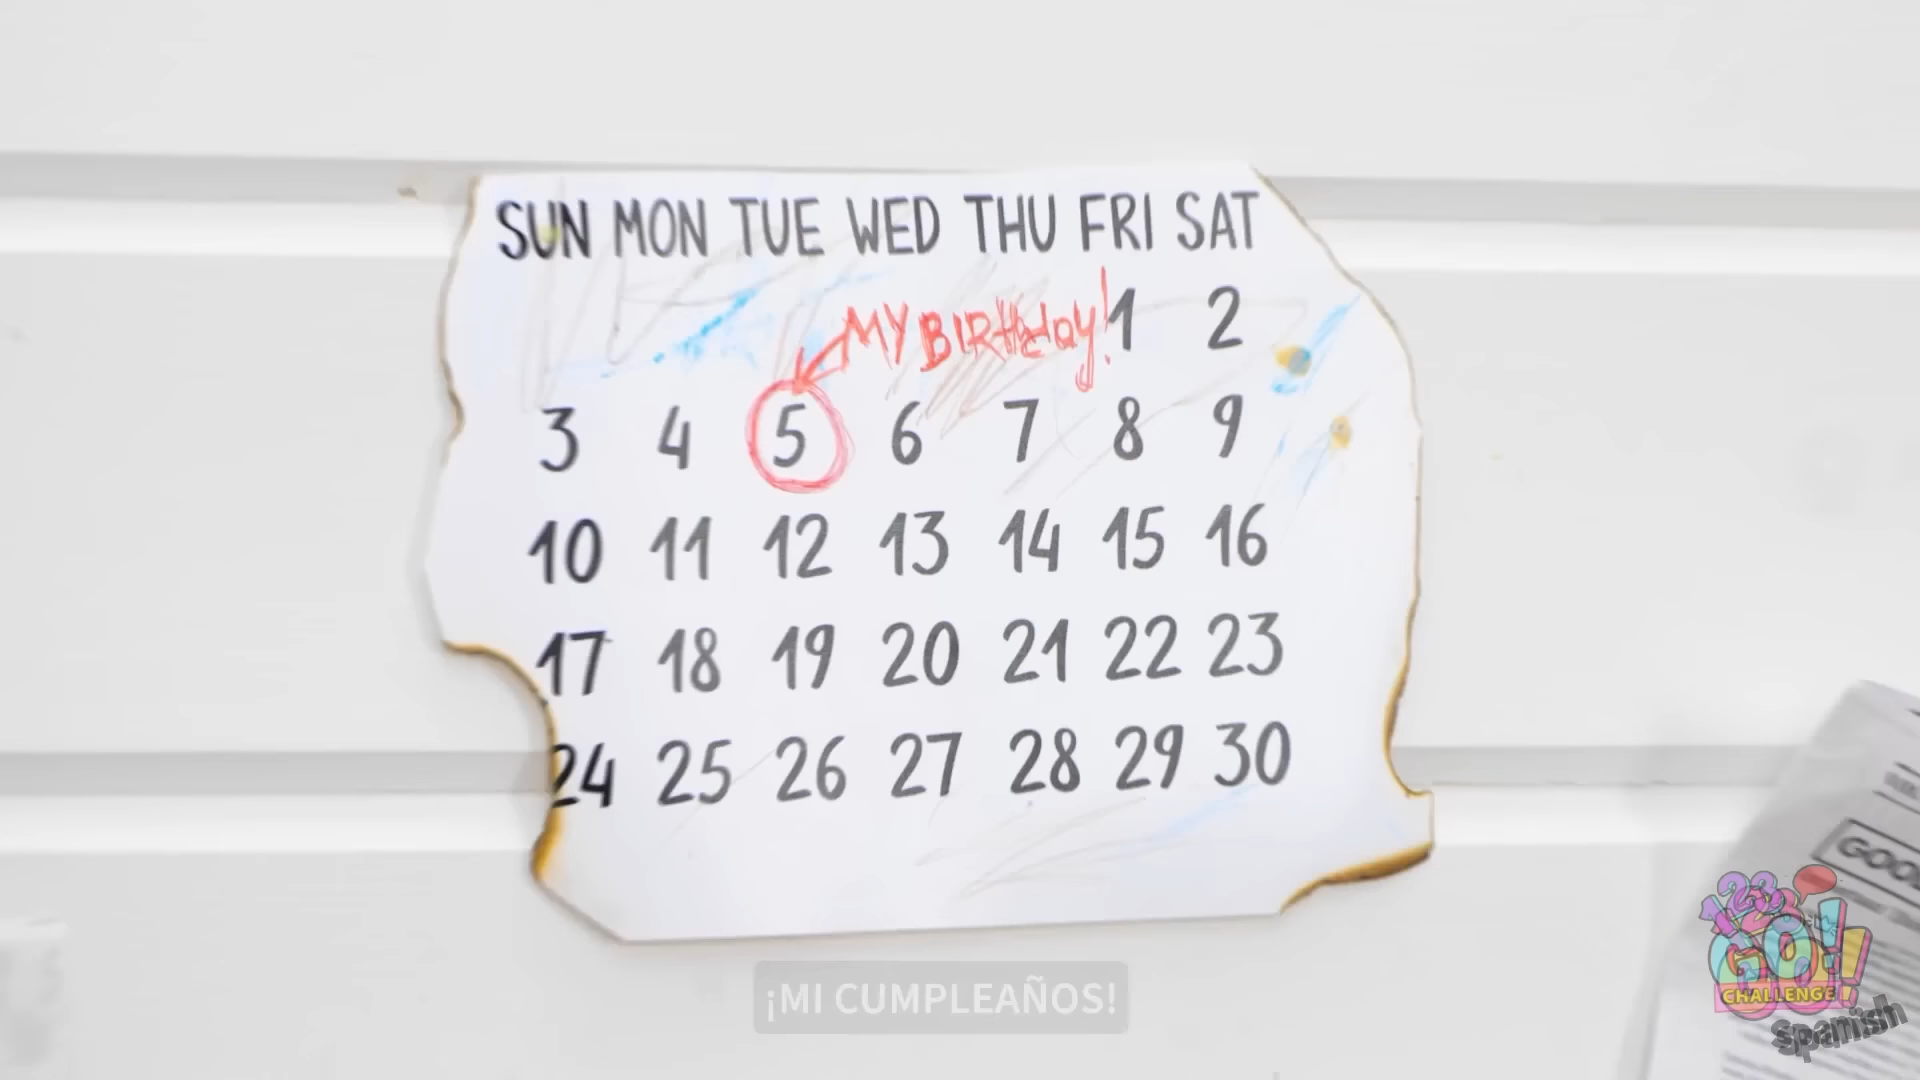 SUN MON TUE WED THU FRI SAT
MY BIRthday! 1 2
3 4 5 6 7 8 9
10 11 12 13 14 15 16
17 18 19 20 21 22 23
24 25 26 27 28 29 30
¡MI CUMPLEAÑOS!
123
GO!
CHALLENGE!
Spanish